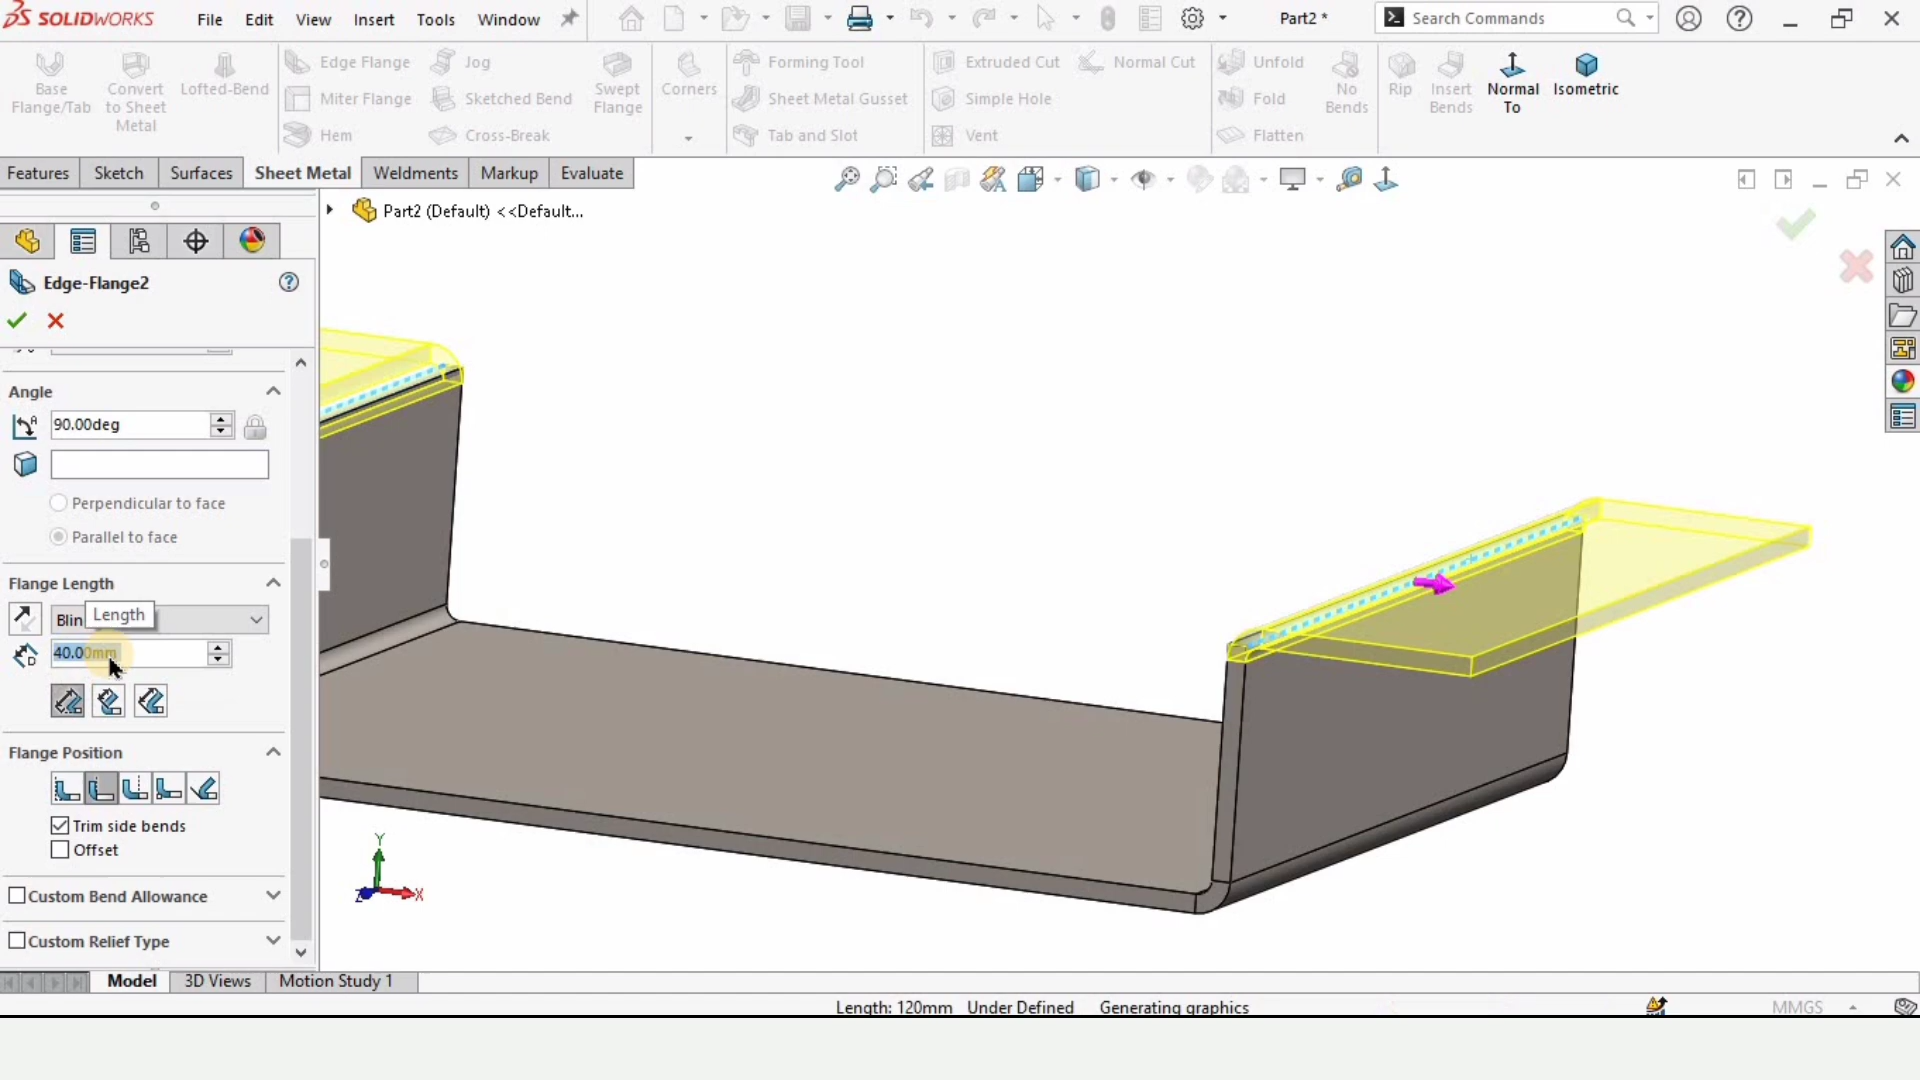 SOLIDWORKS File Edit View Insert Tools Window Part2 * Search Commands
Base Flange/Tab
Convert to Sheet Metal
Lofted-Bend
Edge Flange
Miter Flange
Hem
Jog
Sketched Bend
Cross-Break
Swept Flange
Corners
Forming Tool
Sheet Metal Gusset
Tab and Slot
Extruded Cut
Simple Hole
Vent
Normal Cut
Unfold
Fold
Flatten
No Bends
Rip
Insert Bends
Normal To
Isometric
Features Sketch Surfaces Sheet Metal Weldments Markup Evaluate
Part2 (Default) <<Default...
Edge-Flange2
Angle
90.00deg
Perpendicular to face
Parallel to face
Flange Length
Blin
Length
40.00mm
Flange Position
Trim side bends
Offset
Custom Bend Allowance
Custom Relief Type
Y
X
Z
Model 3D Views Motion Study 1
Length: 120mm Under Defined Generating graphics MMGS